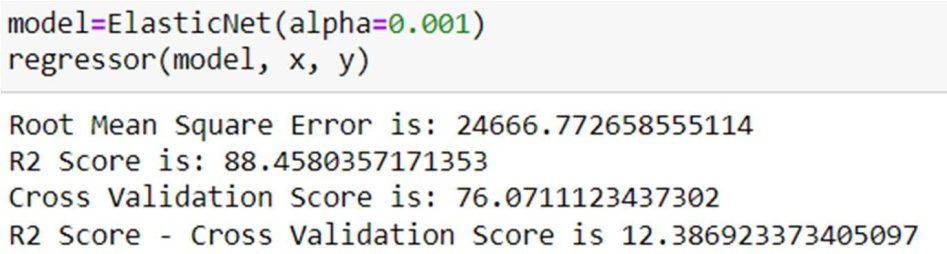 model=ElasticNet(alpha=0.001)
regressor(model, x, y)
Root Mean Square Error is: 24666.772658555114
R2 Score is: 88.4580357171353
Cross Validation Score is: 76.0711123437302
R2 Score - Cross Validation Score is 12.386923373405097